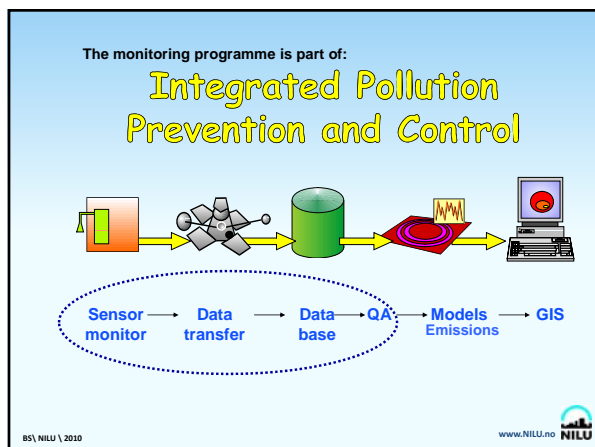 The monitoring programme is part of:
Integrated Pollution
Prevention and Control
Sensor monitor
Data transfer
Data base
QA
Models
Emissions
GIS
BS\ NILU \ 2010
www.NILU.no
NILU